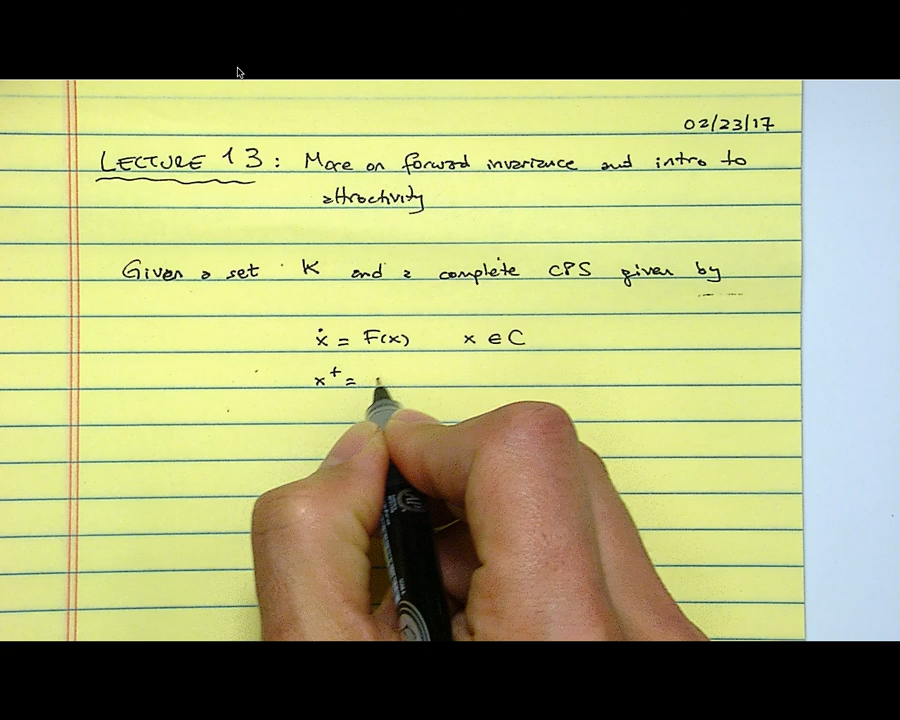 02/23/17
LECTURE 13: More on forward invariance and intro to
attractivity
Given a set K and a complete CPS given by
ẋ = F(x) x ∈ C
x⁺ =